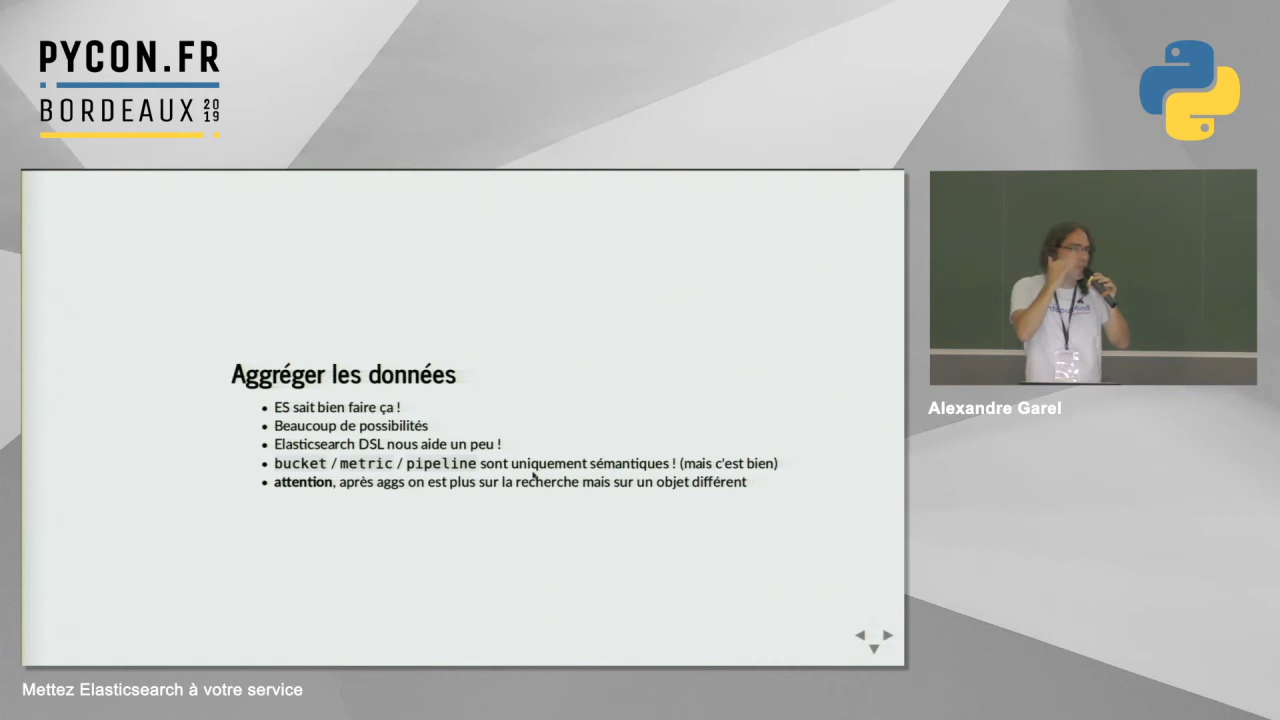 PYCON.FR
BORDEAUX 2019
Aggréger les données
ES sait bien faire ça !
Beaucoup de possibilités
Elasticsearch DSL nous aide un peu !
bucket / metric / pipeline sont uniquement sémantiques ! (mais c'est bien)
attention, après aggs on est plus sur la recherche mais sur un objet différent
Alexandre Garel
Mettez Elasticsearch à votre service